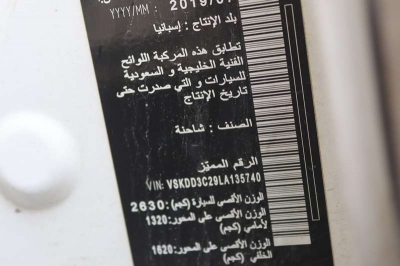 YYYY/MM : 2019/01
بلد الإنتاج : إسبانيا
تطابق هذه المركبة اللوائح
الفنية الخليجية و السعودية
للسيارات و التي صدرت حتى
تاريخ الإنتاج
الصنف : شاحنة
الرقم المميّز
VIN: VSKDD3C29LA135740
الوزن الأقصى للسيارة (كجم): 2630
الوزن الأقصى على المحور: 1320
لأمامي (كجم)
الوزن الأقصى على المحور: 1620
الخلفي (كجم)